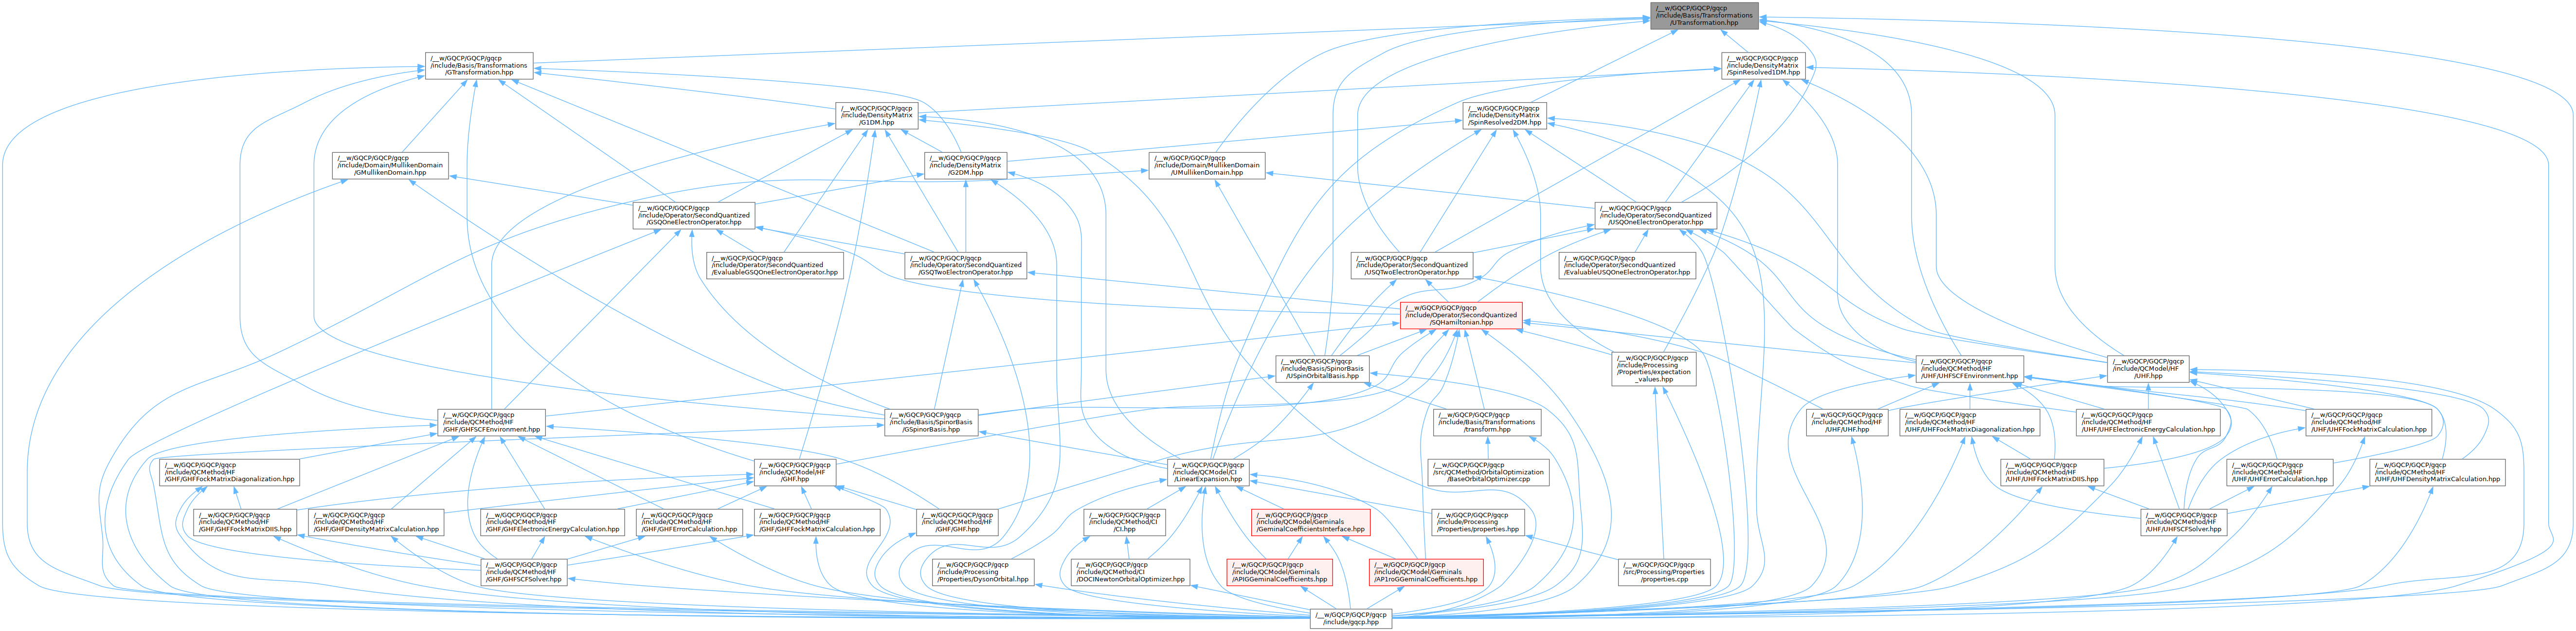 /__w/GQCP/GQCP/gqcp
/include/Basis/Transformations
/UTransformation.hpp
/__w/GQCP/GQCP/gqcp
/include/Basis/Transformations
/GTransformation.hpp
/__w/GQCP/GQCP/gqcp
/include/DensityMatrix
/SpinResolved1DM.hpp
/__w/GQCP/GQCP/gqcp
/include/DensityMatrix
/G1DM.hpp
/__w/GQCP/GQCP/gqcp
/include/DensityMatrix
/SpinResolved2DM.hpp
/__w/GQCP/GQCP/gqcp
/include/Domain/MullikenDomain
/GMullikenDomain.hpp
/__w/GQCP/GQCP/gqcp
/include/DensityMatrix
/G2DM.hpp
/__w/GQCP/GQCP/gqcp
/include/Domain/MullikenDomain
/UMullikenDomain.hpp
/__w/GQCP/GQCP/gqcp
/include/Operator/SecondQuantized
/GSQOneElectronOperator.hpp
/__w/GQCP/GQCP/gqcp
/include/Operator/SecondQuantized
/USQOneElectronOperator.hpp
/__w/GQCP/GQCP/gqcp
/include/Operator/SecondQuantized
/EvaluableGSQOneElectronOperator.hpp
/__w/GQCP/GQCP/gqcp
/include/Operator/SecondQuantized
/GSQTwoElectronOperator.hpp
/__w/GQCP/GQCP/gqcp
/include/Operator/SecondQuantized
/USQTwoElectronOperator.hpp
/__w/GQCP/GQCP/gqcp
/include/Operator/SecondQuantized
/EvaluableUSQOneElectronOperator.hpp
/__w/GQCP/GQCP/gqcp
/include/Operator/SecondQuantized
/SQHamiltonian.hpp
/__w/GQCP/GQCP/gqcp
/include/Basis/SpinorBasis
/USpinOrbitalBasis.hpp
/__w/GQCP/GQCP/gqcp
/include/Processing
/Properties/expectation
_values.hpp
/__w/GQCP/GQCP/gqcp
/include/QCMethod/HF
/UHF/UHFSCFEnvironment.hpp
/__w/GQCP/GQCP/gqcp
/include/QCModel/HF
/UHF.hpp
/__w/GQCP/GQCP/gqcp
/include/QCMethod/HF
/GHF/GHFSCFEnvironment.hpp
/__w/GQCP/GQCP/gqcp
/include/Basis/SpinorBasis
/GSpinorBasis.hpp
/__w/GQCP/GQCP/gqcp
/include/Basis/Transformations
/transform.hpp
/__w/GQCP/GQCP/gqcp
/include/QCMethod/HF
/UHF/UHF.hpp
/__w/GQCP/GQCP/gqcp
/include/QCMethod/HF
/UHF/UHFFockMatrixDiagonalization.hpp
/__w/GQCP/GQCP/gqcp
/include/QCMethod/HF
/UHF/UHFElectronicEnergyCalculation.hpp
/__w/GQCP/GQCP/gqcp
/include/QCMethod/HF
/UHF/UHFFockMatrixCalculation.hpp
/__w/GQCP/GQCP/gqcp
/include/QCMethod/HF
/GHF/GHFFockMatrixDiagonalization.hpp
/__w/GQCP/GQCP/gqcp
/include/QCModel/HF
/GHF.hpp
/__w/GQCP/GQCP/gqcp
/include/QCModel/CI
/LinearExpansion.hpp
/__w/GQCP/GQCP/gqcp
/src/QCMethod/OrbitalOptimization
/BaseOrbitalOptimizer.cpp
/__w/GQCP/GQCP/gqcp
/include/QCMethod/HF
/UHF/UHFFockMatrixDIIS.hpp
/__w/GQCP/GQCP/gqcp
/include/QCMethod/HF
/UHF/UHFErrorCalculation.hpp
/__w/GQCP/GQCP/gqcp
/include/QCMethod/HF
/UHF/UHFDensityMatrixCalculation.hpp
/__w/GQCP/GQCP/gqcp
/include/QCMethod/HF
/GHF/GHFFockMatrixDIIS.hpp
/__w/GQCP/GQCP/gqcp
/include/QCMethod/HF
/GHF/GHFDensityMatrixCalculation.hpp
/__w/GQCP/GQCP/gqcp
/include/QCMethod/HF
/GHF/GHFElectronicEnergyCalculation.hpp
/__w/GQCP/GQCP/gqcp
/include/QCMethod/HF
/GHF/GHFErrorCalculation.hpp
/__w/GQCP/GQCP/gqcp
/include/QCMethod/HF
/GHF/GHFFockMatrixCalculation.hpp
/__w/GQCP/GQCP/gqcp
/include/QCMethod/HF
/GHF/GHF.hpp
/__w/GQCP/GQCP/gqcp
/include/QCMethod/CI
/CI.hpp
/__w/GQCP/GQCP/gqcp
/include/QCModel/Geminals
/GeminalCoefficientsInterface.hpp
/__w/GQCP/GQCP/gqcp
/include/Processing
/Properties/properties.hpp
/__w/GQCP/GQCP/gqcp
/include/QCMethod/HF
/UHF/UHFSCFSolver.hpp
/__w/GQCP/GQCP/gqcp
/include/QCMethod/HF
/GHF/GHFSCFSolver.hpp
/__w/GQCP/GQCP/gqcp
/include/Processing
/Properties/DysonOrbital.hpp
/__w/GQCP/GQCP/gqcp
/include/QCMethod/CI
/DOCINewtonOrbitalOptimizer.hpp
/__w/GQCP/GQCP/gqcp
/include/QCModel/Geminals
/APIGGeminalCoefficients.hpp
/__w/GQCP/GQCP/gqcp
/include/QCModel/Geminals
/AP1roGGeminalCoefficients.hpp
/__w/GQCP/GQCP/gqcp
/src/Processing/Properties
/properties.cpp
/__w/GQCP/GQCP/gqcp
/include/gqcp.hpp